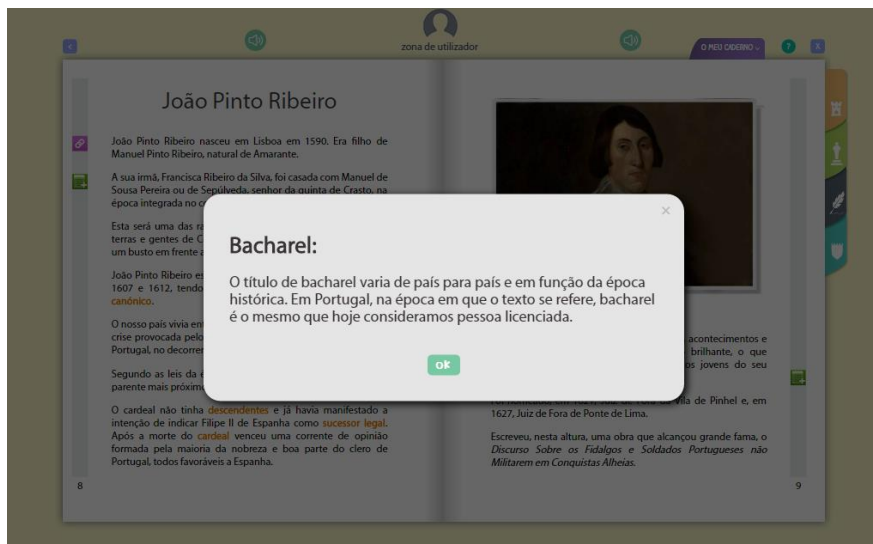 zona de utilizador
O MEU CADERNO
João Pinto Ribeiro
João Pinto Ribeiro nasceu em Lisboa em 1590. Era filho de
Manuel Pinto Ribeiro, natural de Amarante.
A sua irmã, Francisca Ribeiro da Silva, foi casada com Manuel de
Sousa Pereira ou de Sepúlveda, senhor da quinta de Crasto, na
época integrada no
Esta será uma das
terras e gentes de
um busto em frente
João Pinto Ribeiro
1607 e 1612, tendo
canónico.
O nosso país vivia
crise provocada pelo
Portugal, no decorrer
Segundo as leis da
parente mais próximo
O cardeal não tinha descendentes e já havia manifestado a
intenção de indicar Filipe II de Espanha como sucessor legal.
Após a morte do cardeal venceu uma corrente de opinião
formada pela maioria da nobreza e boa parte do clero de
Portugal, todos favoráveis a Espanha.
8
×
Bacharel:
O título de bacharel varia de país para país e em função da época
histórica. Em Portugal, na época em que o texto se refere, bacharel
é o mesmo que hoje consideramos pessoa licenciada.
ok
acontecimentos e
brilhante, o que
os jovens do seu
Vila de Pinhel e, em
1627, Juiz de Fora de Ponte de Lima.
Escreveu, nesta altura, uma obra que alcançou grande fama, o
Discurso Sobre os Fidalgos e Soldados Portugueses não
Militarem em Conquistas Alheias.
9